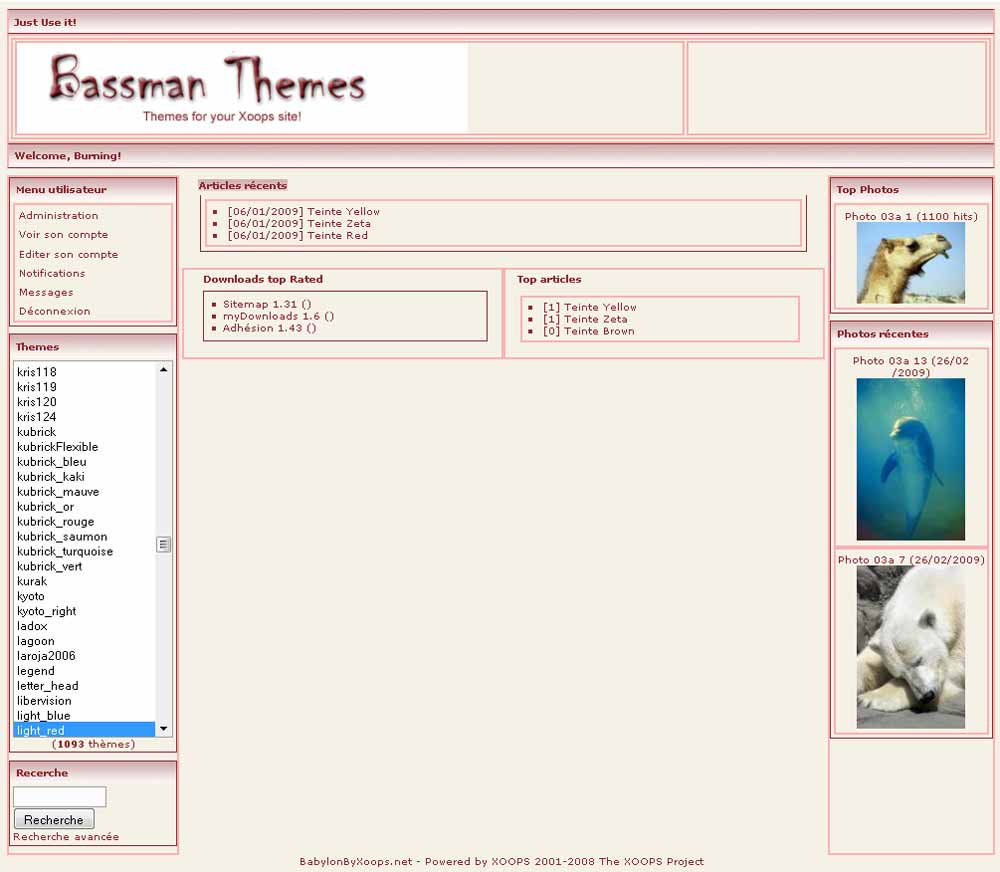 Just Use it!
Bassman Themes
Themes for your Xoops site!
Welcome, Burning!
Menu utilisateur
Administration
Voir son compte
Editer son compte
Notifications
Messages
Déconnexion
Themes
kris118
kris119
kris120
kris124
kubrick
kubrickFlexible
kubrick_bleu
kubrick_kaki
kubrick_mauve
kubrick_or
kubrick_rouge
kubrick_saumon
kubrick_turquoise
kubrick_vert
kurak
kyoto
kyoto_right
ladox
lagoon
laroja2006
legend
letter_head
libervision
light_blue
light_red
(1093 thèmes)
Recerche
Recherche
Recherche avancée
Articles récents
[06/01/2009] Teinte Yellow
[06/01/2009] Teinte Zeta
[06/01/2009] Teinte Red
Downloads top Rated
Sitemap 1.31 ()
myDownloads 1.6 ()
Adhésion 1.43 ()
Top articles
[1] Teinte Yellow
[1] Teinte Zeta
[0] Teinte Brown
Top Photos
Photo 03a 1 (1100 hits)
Photos récentes
Photo 03a 13 (26/02
/2009)
Photo 03a 7 (26/02/2009)
BabylonByXoops.net - Powered by XOOPS 2001-2008 The XOOPS Project